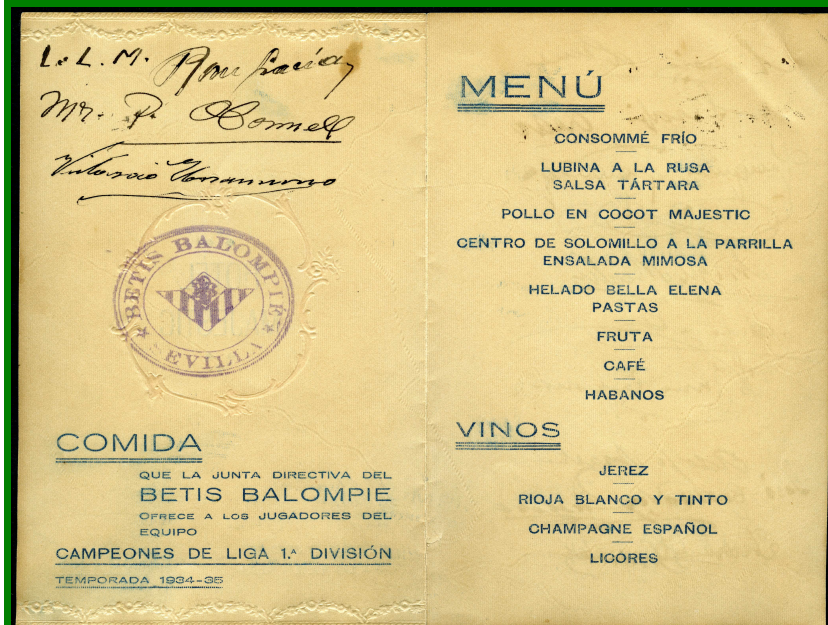 L. L. M.
Mr. P. O'Connell
BETIS BALOMPIÉ
SEVILLA
COMIDA
QUE LA JUNTA DIRECTIVA DEL
BETIS BALOMPIE
OFRECE A LOS JUGADORES DEL
EQUIPO
CAMPEONES DE LIGA 1.ª DIVISIÓN
TEMPORADA 1934-35
MENÚ
CONSOMMÉ FRÍO
LUBINA A LA RUSA
SALSA TÁRTARA
POLLO EN COCOT MAJESTIC
CENTRO DE SOLOMILLO A LA PARRILLA
ENSALADA MIMOSA
HELADO BELLA ELENA
PASTAS
FRUTA
CAFÉ
HABANOS
VINOS
JEREZ
RIOJA BLANCO Y TINTO
CHAMPAGNE ESPAÑOL
LICORES